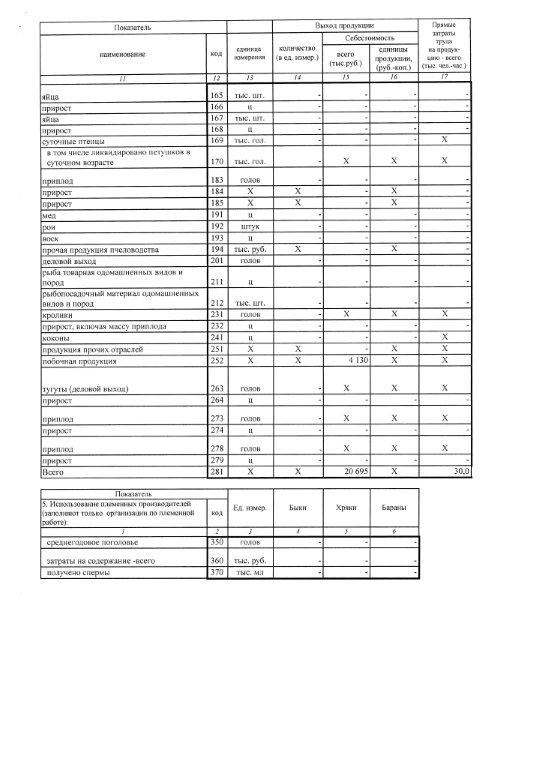 Показатель Выход продукции Прямые затраты труда на продукцию - всего (тыс. чел.-час.)
наименование код единица измерения количество (в ед. измер.) Себестоимость
всего (тыс.руб.) единицы продукции, (руб.-коп.)
11 12 13 14 15 16 17
яйца 165 тыс. шт. - - - -
прирост 166 ц - - - -
яйца 167 тыс. шт. - - - -
прирост 168 ц - - - -
суточные птенцы 169 тыс. гол. - - - X
в том числе ликвидировано петушков в
суточном возрасте 170 тыс. гол. - X X X
приплод 183 голов - - - -
прирост 184 X X - X -
прирост 185 X X - X -
мед 191 ц - - - -
рои 192 штук - - - -
воск 193 ц - - - -
прочая продукция пчеловодства 194 тыс. руб. X - X -
деловой выход 201 голов - - - -
рыба товарная одомашненных видов и
пород 211 ц - - - -
рыбопосадочный материал одомашненных
видов и пород 212 тыс. шт. - - - -
кролики 231 голов - X X X
прирост, включая массу приплода 232 ц - - - -
коконы 241 ц - - - X
продукция прочих отраслей 251 X X - X X
побочная продукция 252 X X 4 130 X X
тугуты (деловой выход) 263 голов - X X X
прирост 264 ц - - - -
приплод 273 голов - X X X
прирост 274 ц - - - -
приплод 278 голов - X X X
прирост 279 ц - - - -
Всего 281 X X 20 695 X 30,0
Показатель Ед. измер. Быки Хряки Бараны
5. Использование племенных производителей
(заполняют только организации по племенной код
работе):
1 2 3 4 5 6
среднегодовое поголовье 350 голов - - -
затраты на содержание -всего 360 тыс. руб. - - -
получено спермы 370 тыс. мл - - -